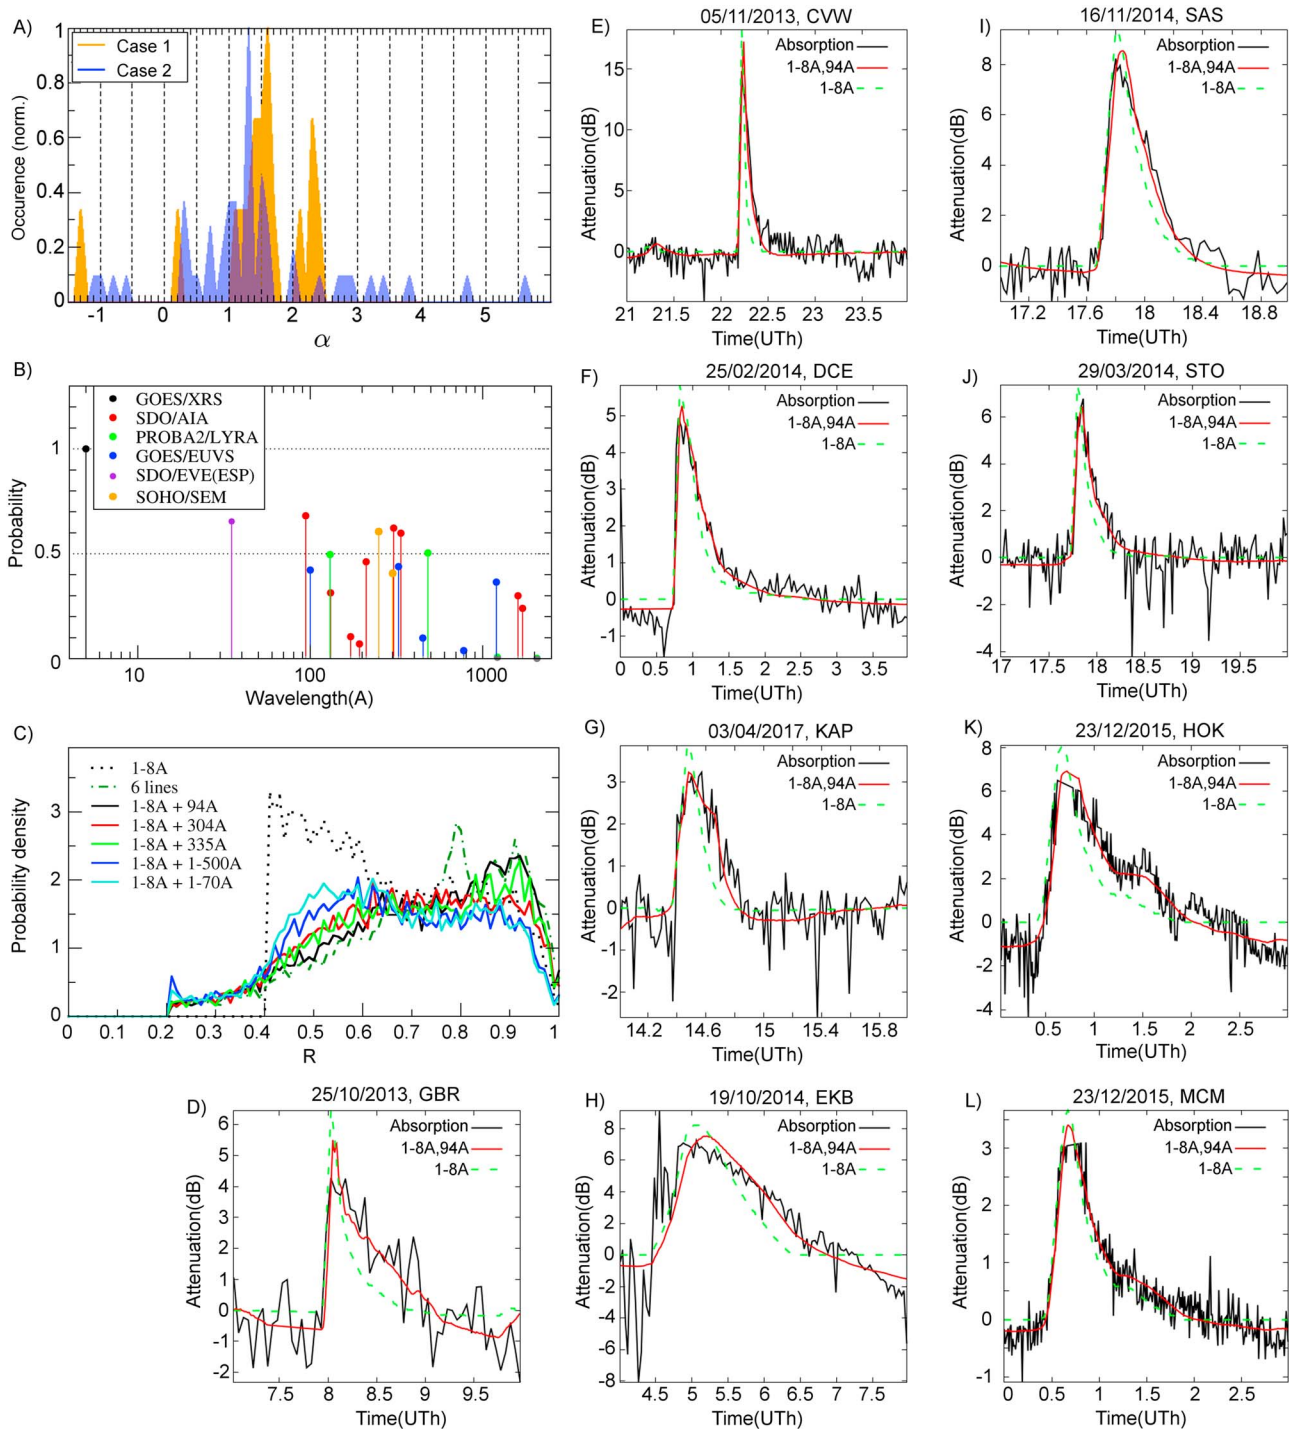 A)
Case 1
Case 2
Occurence (norm.)
1
0.8
0.6
0.4
0.2
0
-1 0 1 2 3 4 5
α
B)
GOES/XRS
SDO/AIA
PROBA2/LYRA
GOES/EUVS
SDO/EVE(ESP)
SOHO/SEM
Probability
1
0.5
0
10 100 1000
Wavelength(A)
C)
1-8A
6 lines
1-8A + 94A
1-8A + 304A
1-8A + 335A
1-8A + 1-500A
1-8A + 1-70A
Probability density
3
2
1
0
0 0.1 0.2 0.3 0.4 0.5 0.6 0.7 0.8 0.9 1
R
D)
25/10/2013, GBR
Absorption
1-8A,94A
1-8A
Attenuation(dB)
6
5
4
3
2
1
0
-1
-2
7.5 8 8.5 9 9.5
Time(UTh)
E)
05/11/2013, CVW
Absorption
1-8A,94A
1-8A
Attenuation(dB)
15
10
5
0
21 21.5 22 22.5 23 23.5
Time(UTh)
F)
25/02/2014, DCE
Absorption
1-8A,94A
1-8A
Attenuation(dB)
5
4
3
2
1
0
-1
0 0.5 1 1.5 2 2.5 3 3.5
Time(UTh)
G)
03/04/2017, KAP
Absorption
1-8A,94A
1-8A
Attenuation(dB)
3
2
1
0
-1
-2
14.2 14.6 15 15.4 15.8
Time(UTh)
H)
19/10/2014, EKB
Absorption
1-8A,94A
1-8A
Attenuation(dB)
8
6
4
2
0
-2
-4
-6
-8
4.5 5 5.5 6 6.5 7 7.5
Time(UTh)
I)
16/11/2014, SAS
Absorption
1-8A,94A
1-8A
Attenuation(dB)
8
6
4
2
0
17.2 17.6 18 18.4 18.8
Time(UTh)
J)
29/03/2014, STO
Absorption
1-8A,94A
1-8A
Attenuation(dB)
6
4
2
0
-2
-4
17 17.5 18 18.5 19 19.5
Time(UTh)
K)
23/12/2015, HOK
Absorption
1-8A,94A
1-8A
Attenuation(dB)
8
6
4
2
0
-2
-4
0.5 1 1.5 2 2.5
Time(UTh)
L)
23/12/2015, MCM
Absorption
1-8A,94A
1-8A
Attenuation(dB)
3
2
1
0
-1
0 0.5 1 1.5 2 2.5
Time(UTh)